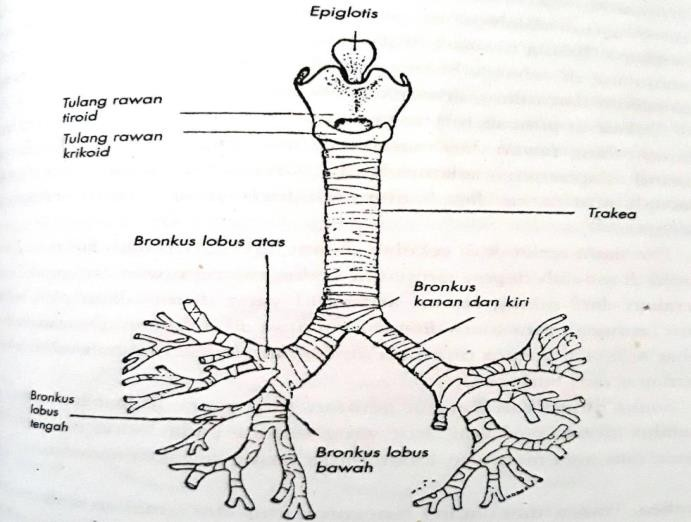 Epiglotis
Tulang rawan
tiroid
Tulang rawan
krikoid
Trakea
Bronkus lobus atas
Bronkus
kanan dan kiri
Bronkus
lobus
tengah
Bronkus lobus
bawah